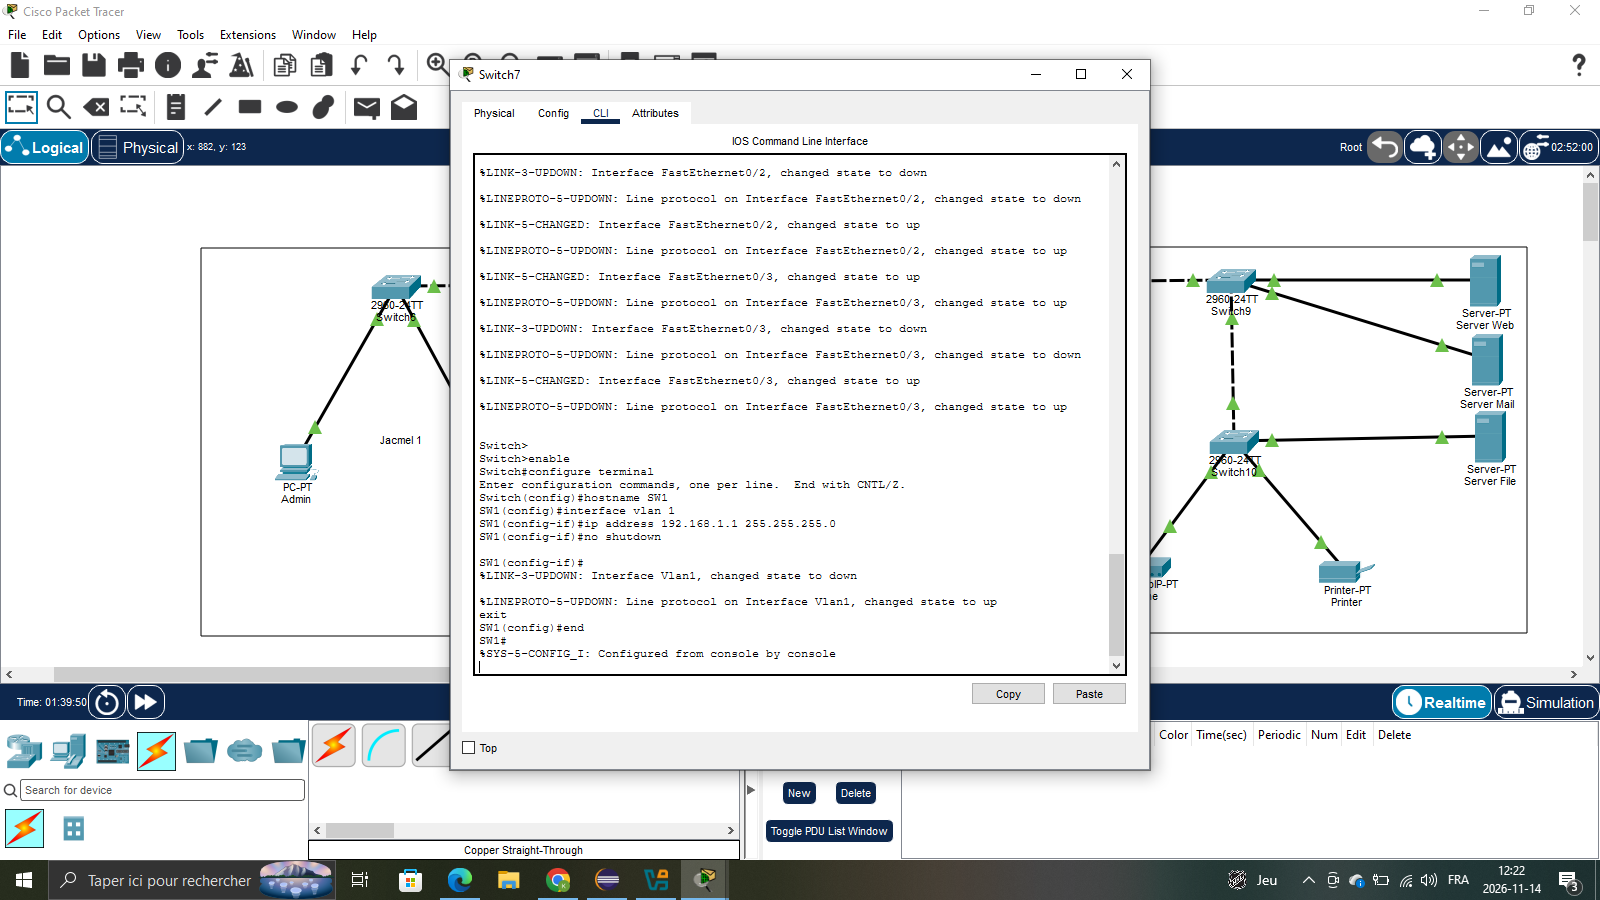 Cisco Packet Tracer
File Edit Options View Tools Extensions Window Help
?
Logical
Physical
x: 882, y: 123
Root
02:52:00
Switch7
Physical Config CLI Attributes
IOS Command Line Interface
%LINK-3-UPDOWN: Interface FastEthernet0/2, changed state to down
%LINEPROTO-5-UPDOWN: Line protocol on Interface FastEthernet0/2, changed state to down
%LINK-5-CHANGED: Interface FastEthernet0/2, changed state to up
%LINEPROTO-5-UPDOWN: Line protocol on Interface FastEthernet0/2, changed state to up
%LINK-5-CHANGED: Interface FastEthernet0/3, changed state to up
%LINEPROTO-5-UPDOWN: Line protocol on Interface FastEthernet0/3, changed state to up
%LINK-3-UPDOWN: Interface FastEthernet0/3, changed state to down
%LINEPROTO-5-UPDOWN: Line protocol on Interface FastEthernet0/3, changed state to down
%LINK-5-CHANGED: Interface FastEthernet0/3, changed state to up
%LINEPROTO-5-UPDOWN: Line protocol on Interface FastEthernet0/3, changed state to up
Switch>
Switch>enable
Switch#configure terminal
Enter configuration commands, one per line.  End with CNTL/Z.
Switch(config)#hostname SW1
SW1(config)#interface vlan 1
SW1(config-if)#ip address 192.168.1.1 255.255.255.0
SW1(config-if)#no shutdown
SW1(config-if)#
%LINK-3-UPDOWN: Interface Vlan1, changed state to down
%LINEPROTO-5-UPDOWN: Line protocol on Interface Vlan1, changed state to up
exit
SW1(config)#end
SW1#
%SYS-5-CONFIG_I: Configured from console by console
Copy
Paste
Top
2960-24TT
Switch6
Jacmel 1
PC-PT
Admin
2960-24TT
Switch9
Server-PT
Server Web
Server-PT
Server Mail
2960-24TT
Switch10
Server-PT
Server File
Printer-PT
Printer
Time: 01:39:50
Realtime
Simulation
Search for device
Copper Straight-Through
New
Delete
Toggle PDU List Window
Color Time(sec) Periodic Num Edit Delete
Taper ici pour rechercher
Jeu
FRA
12:22
2026-11-14
3